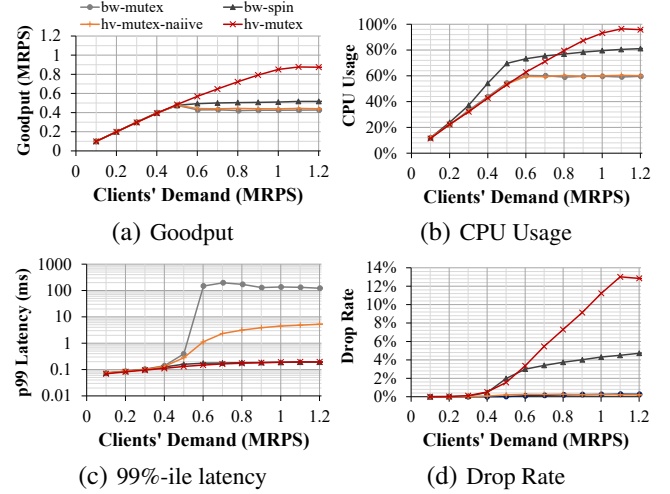 bw-mutex bw-spin
hv-mutex-naiive hv-mutex
Goodput (MRPS)
1.2
1
0.8
0.6
0.4
0.2
0
0 0.2 0.4 0.6 0.8 1 1.2
Clients' Demand (MRPS)
(a) Goodput
CPU Usage
100%
80%
60%
40%
20%
0%
0 0.2 0.4 0.6 0.8 1 1.2
Clients' Demand (MRPS)
(b) CPU Usage
p99 Latency (ms)
1000
100
10
1
0.1
0.01
0 0.2 0.4 0.6 0.8 1 1.2
Clients' Demand (MRPS)
(c) 99%-ile latency
Drop Rate
14%
12%
10%
8%
6%
4%
2%
0%
0 0.2 0.4 0.6 0.8 1 1.2
Clients' Demand (MRPS)
(d) Drop Rate